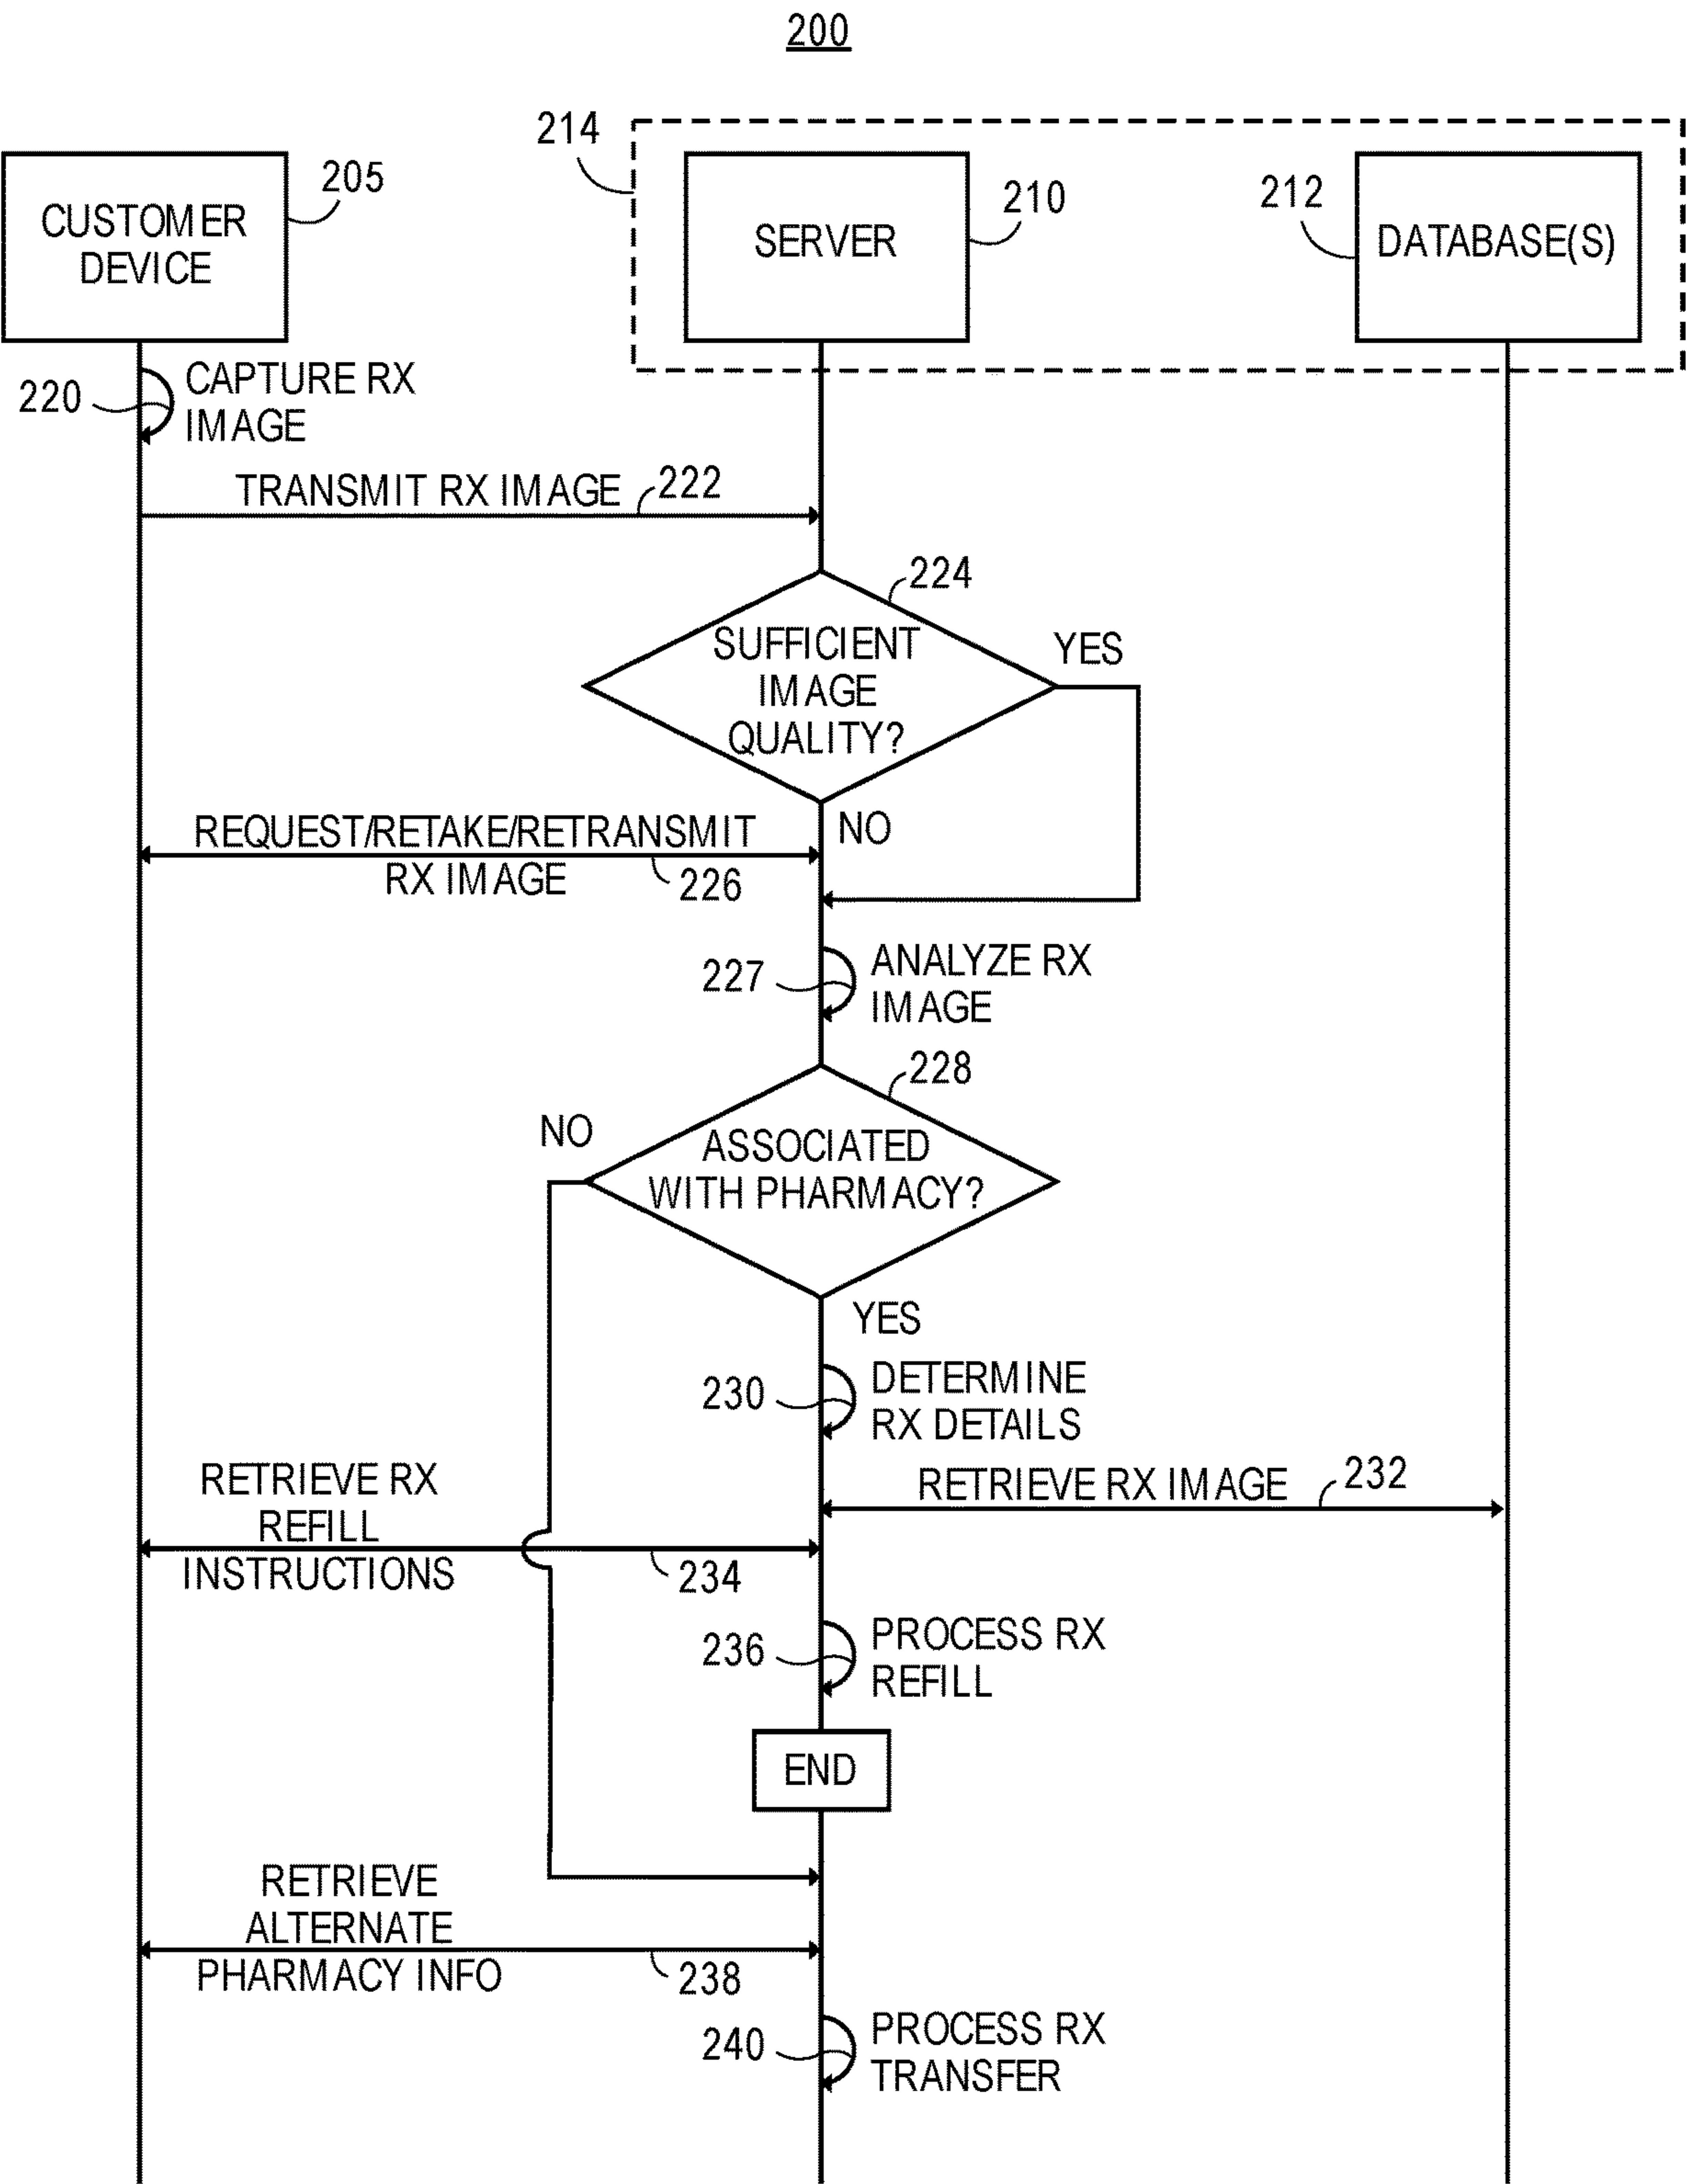 200
214
CUSTOMER
DEVICE
205
SERVER
210
212
DATABASE(S)
220
CAPTURE RX
IMAGE
TRANSMIT RX IMAGE
222
224
SUFFICIENT
IMAGE
QUALITY?
YES
NO
REQUEST/RETAKE/RETRANSMIT
RX IMAGE
226
227
ANALYZE RX
IMAGE
228
NO
ASSOCIATED
WITH PHARMACY?
YES
230
DETERMINE
RX DETAILS
RETRIEVE RX IMAGE
232
RETRIEVE RX
REFILL
INSTRUCTIONS
234
236
PROCESS RX
REFILL
END
RETRIEVE
ALTERNATE
PHARMACY INFO
238
240
PROCESS RX
TRANSFER